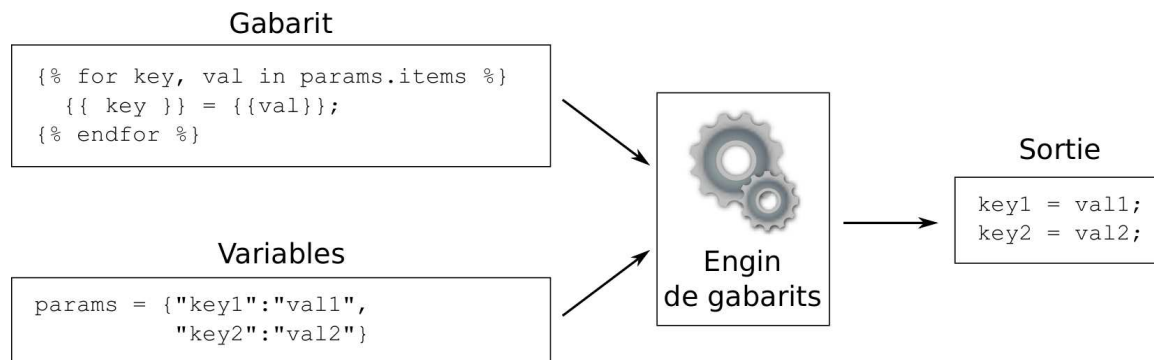 Gabarit
{% for key, val in params.items %}
  {{ key }} = {{val}};
{% endfor %}
Variables
params = {"key1":"val1",
"key2":"val2"}
Engin
de gabarits
Sortie
key1 = val1;
key2 = val2;